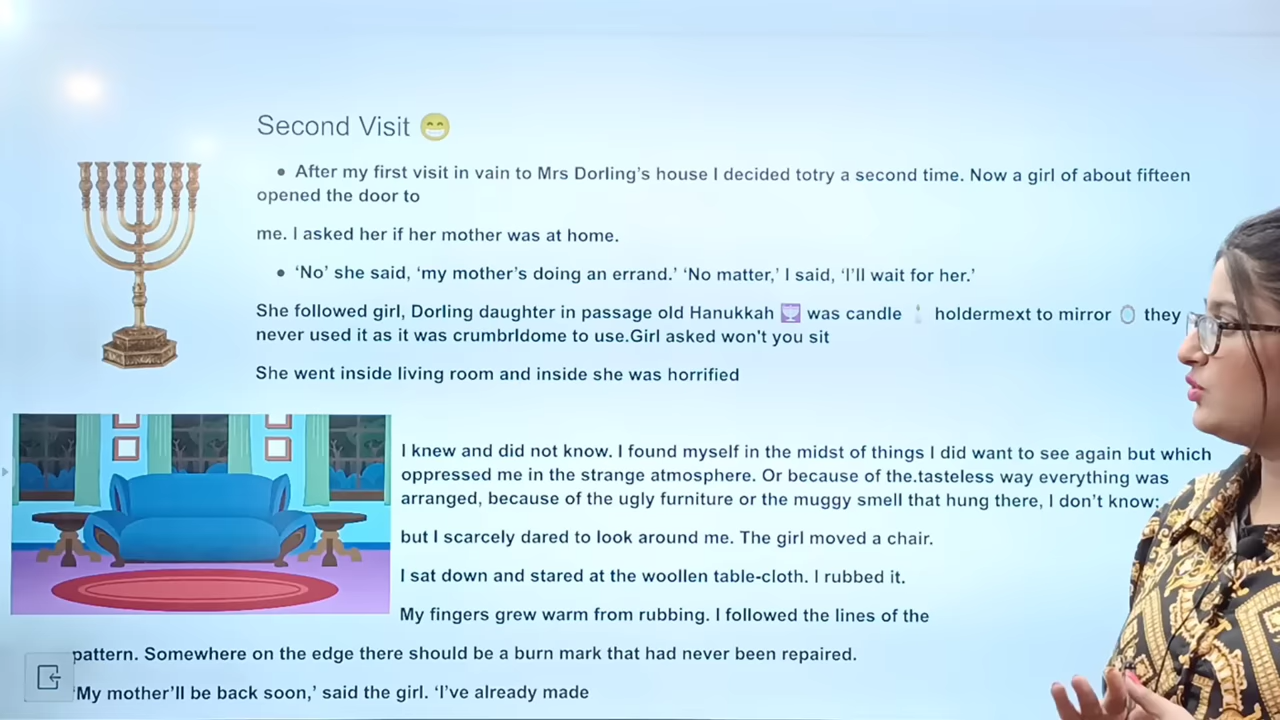 Second Visit 😁
• After my first visit in vain to Mrs Dorling's house I decided totry a second time. Now a girl of about fifteen
opened the door to
me. I asked her if her mother was at home.
• 'No' she said, 'my mother's doing an errand.' 'No matter,' I said, 'I'll wait for her.'
She followed girl, Dorling daughter in passage old Hanukkah 🕎 was candle 🕯 holdermext to mirror 🪞 they
never used it as it was crumbrldome to use.Girl asked won't you sit
She went inside living room and inside she was horrified
I knew and did not know. I found myself in the midst of things I did want to see again but which
oppressed me in the strange atmosphere. Or because of the.tasteless way everything was
arranged, because of the ugly furniture or the muggy smell that hung there, I don't know;
but I scarcely dared to look around me. The girl moved a chair.
I sat down and stared at the woollen table-cloth. I rubbed it.
My fingers grew warm from rubbing. I followed the lines of the
pattern. Somewhere on the edge there should be a burn mark that had never been repaired.
'My mother'll be back soon,' said the girl. 'I've already made